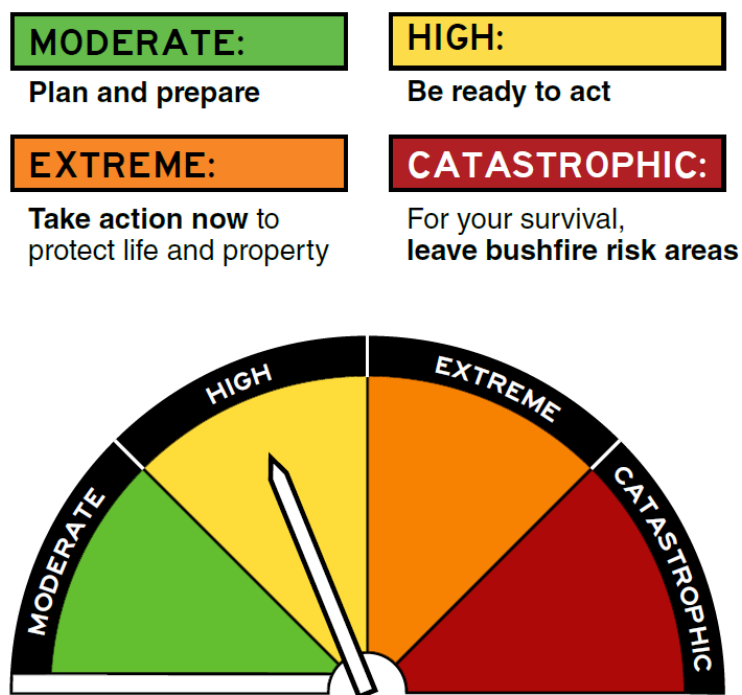 MODERATE:
Plan and prepare
HIGH:
Be ready to act
EXTREME:
Take action now to
protect life and property
CATASTROPHIC:
For your survival,
leave bushfire risk areas
MODERATE
HIGH
EXTREME
CATASTROPHIC